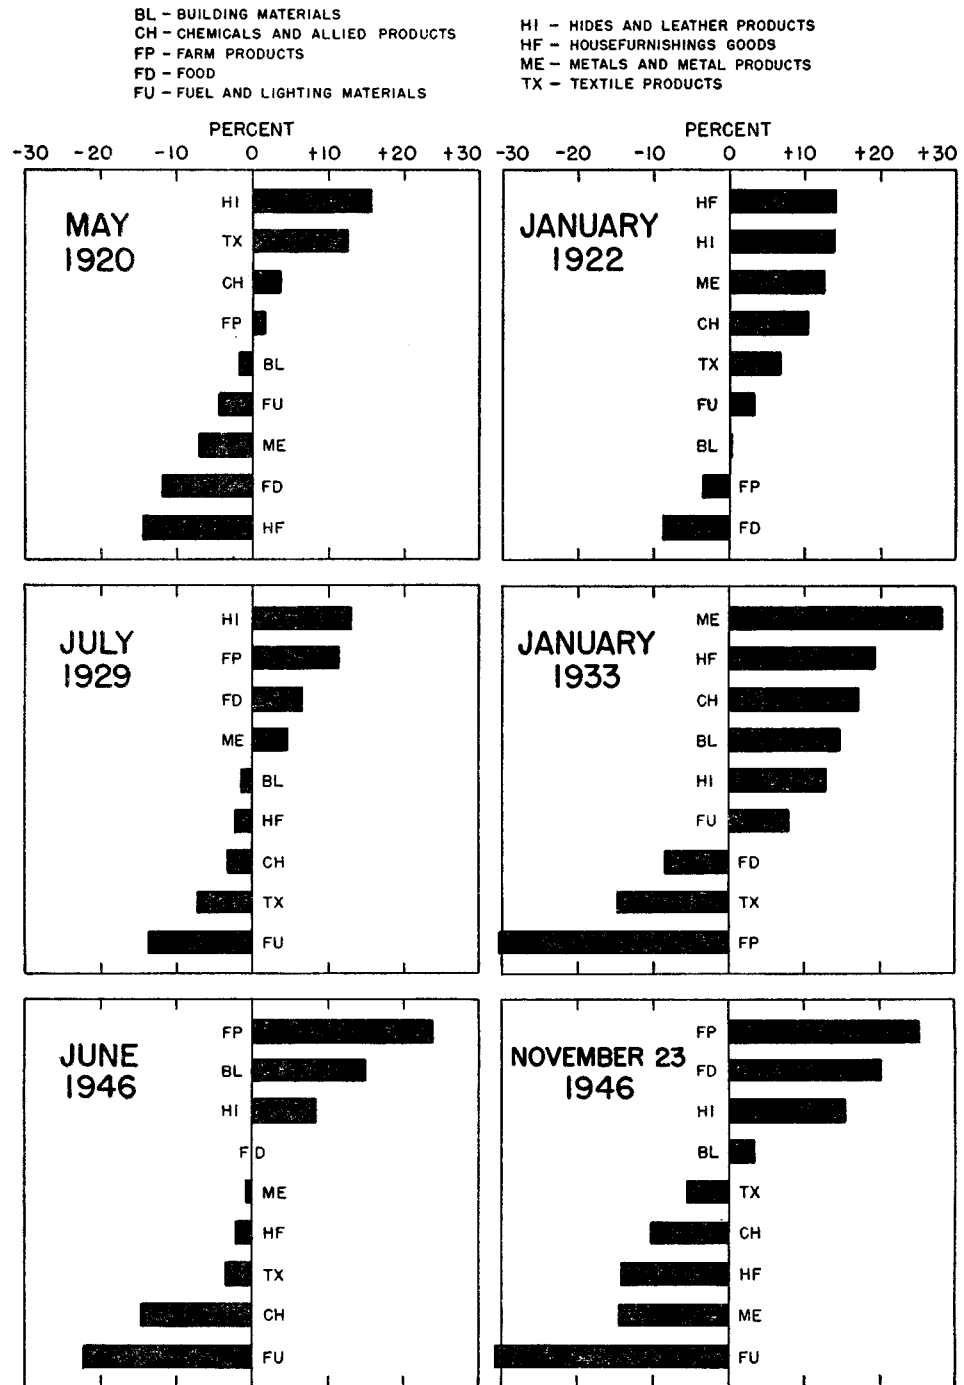 BL – BUILDING MATERIALS
CH – CHEMICALS AND ALLIED PRODUCTS
FP – FARM PRODUCTS
FD – FOOD
FU – FUEL AND LIGHTING MATERIALS
HI – HIDES AND LEATHER PRODUCTS
HF – HOUSEFURNISHINGS GOODS
ME – METALS AND METAL PRODUCTS
TX – TEXTILE PRODUCTS
PERCENT
-30 -20 -10 0 +10 +20 +30
PERCENT
-30 -20 -10 0 +10 +20 +30
MAY
1920
HI
TX
CH
FP
BL
FU
ME
FD
HF
JANUARY
1922
HF
HI
ME
CH
TX
FU
BL
FP
FD
JULY
1929
HI
FP
FD
ME
BL
HF
CH
TX
FU
JANUARY
1933
ME
HF
CH
BL
HI
FU
FD
TX
FP
JUNE
1946
FP
BL
HI
FD
ME
HF
TX
CH
FU
NOVEMBER 23
1946
FP
FD
HI
BL
TX
CH
HF
ME
FU